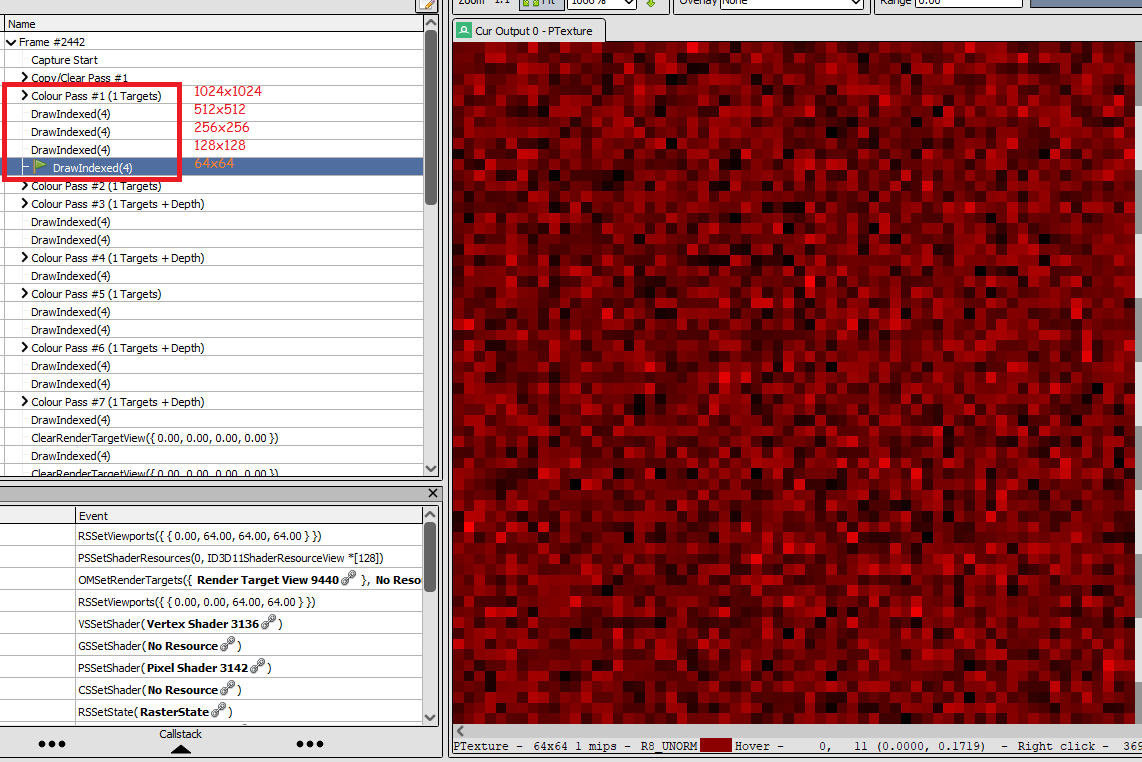 Zoom 1:1 Fit 1066 % Overlay None Range 0.00
Cur Output 0 - PTexture
Name
Frame #2442
Capture Start
Copy/Clear Pass #1
Colour Pass #1 (1 Targets) 1024x1024
DrawIndexed(4) 512x512
DrawIndexed(4) 256x256
DrawIndexed(4) 128x128
DrawIndexed(4) 64x64
Colour Pass #2 (1 Targets)
Colour Pass #3 (1 Targets + Depth)
DrawIndexed(4)
DrawIndexed(4)
Colour Pass #4 (1 Targets + Depth)
DrawIndexed(4)
Colour Pass #5 (1 Targets)
DrawIndexed(4)
DrawIndexed(4)
Colour Pass #6 (1 Targets + Depth)
DrawIndexed(4)
DrawIndexed(4)
Colour Pass #7 (1 Targets + Depth)
DrawIndexed(4)
ClearRenderTargetView({ 0.00, 0.00, 0.00, 0.00 })
DrawIndexed(4)
ClearRenderTargetView({ 0.00, 0.00, 0.00, 0.00 })
Event
RSSetViewports({ { 0.00, 64.00, 64.00, 64.00 } })
PSSetShaderResources(0, ID3D11ShaderResourceView *[128])
OMSetRenderTargets({ Render Target View 9440 }, No Reso
RSSetViewports({ { 0.00, 0.00, 64.00, 64.00 } })
VSSetShader( Vertex Shader 3136 )
GSSetShader( No Resource )
PSSetShader( Pixel Shader 3142 )
CSSetShader( No Resource )
RSSetState( RasterState )
Callstack
PTexture - 64x64 1 mips - R8_UNORM Hover - 0, 11 (0.0000, 0.1719) - Right click - 369